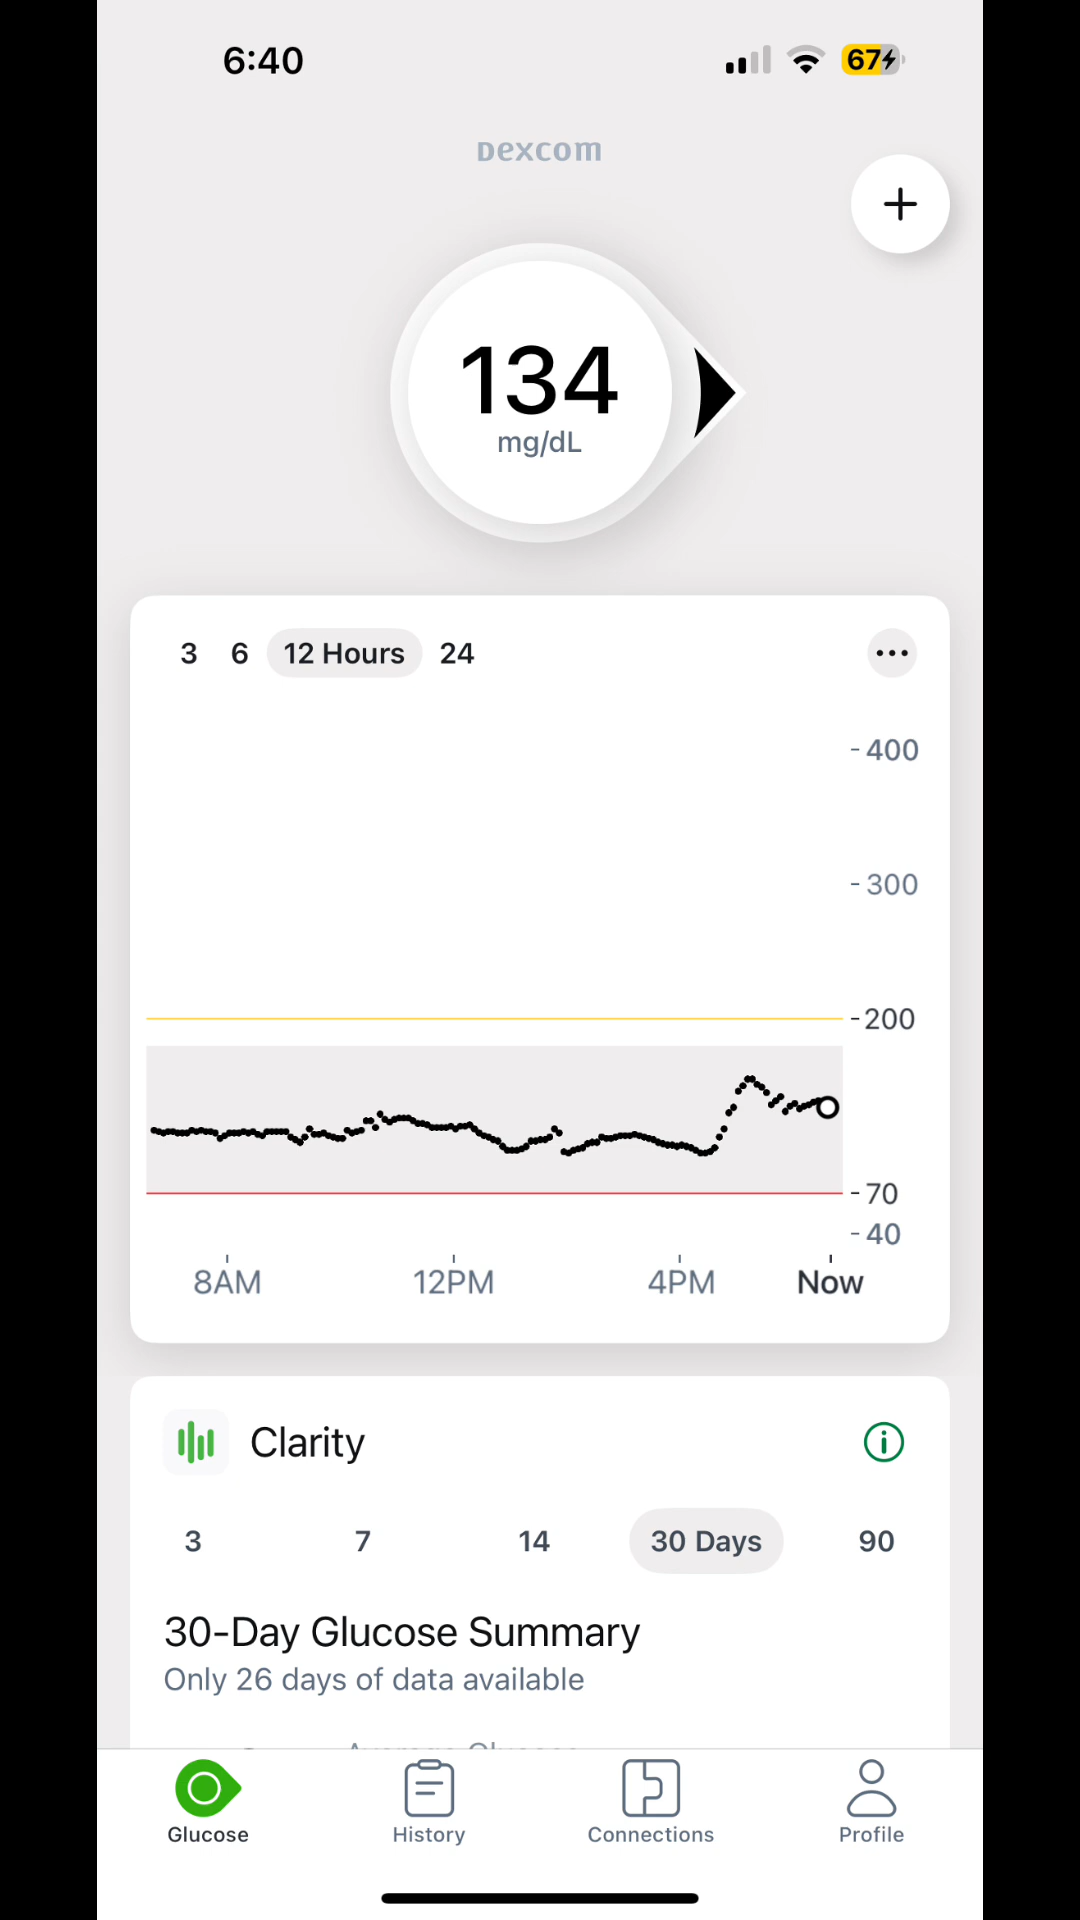 6:40
67
Dexcom
+
134
mg/dL
3 6 12 Hours 24
400
300
200
70
40
8AM 12PM 4PM Now
Clarity
3 7 14 30 Days 90
30-Day Glucose Summary
Only 26 days of data available
Glucose History Connections Profile